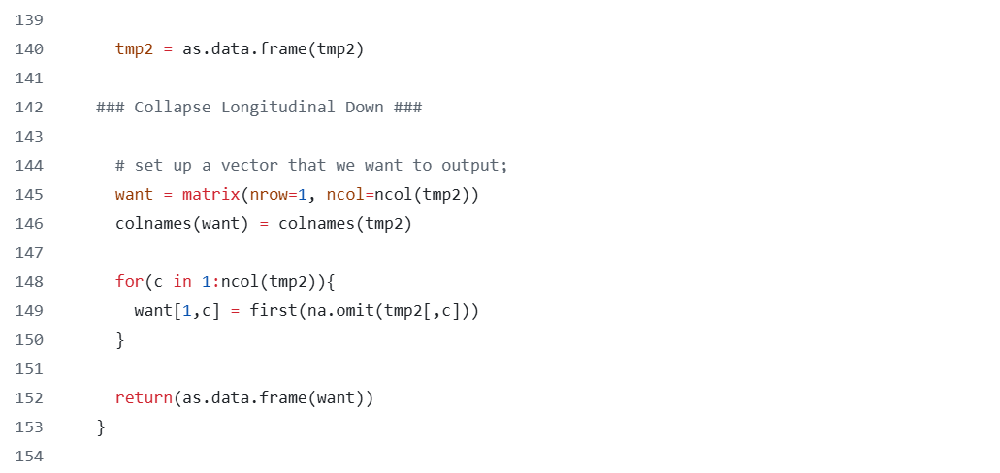 139
140 tmp2 = as.data.frame(tmp2)
141
142 ### Collapse Longitudinal Down ###
143
144 # set up a vector that we want to output;
145 want = matrix(nrow=1, ncol=ncol(tmp2))
146 colnames(want) = colnames(tmp2)
147
148 for(c in 1:ncol(tmp2)){
149 want[1,c] = first(na.omit(tmp2[,c]))
150 }
151
152 return(as.data.frame(want))
153 }
154